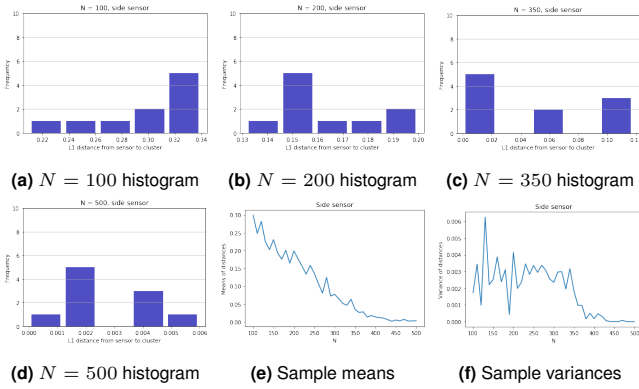 N = 100, side sensor
Frequency
10
8
6
4
2
0
0.22 0.24 0.26 0.28 0.30 0.32 0.34
L1 distance from sensor to cluster
(a) N = 100 histogram
N = 200, side sensor
Frequency
10
8
6
4
2
0
0.13 0.14 0.15 0.16 0.17 0.18 0.19 0.20
L1 distance from sensor to cluster
(b) N = 200 histogram
N = 350, side sensor
Frequency
10
8
6
4
2
0
0.00 0.02 0.04 0.06 0.08 0.10
L1 distance from sensor to cluster
(c) N = 350 histogram
N = 500, side sensor
Frequency
10
8
6
4
2
0
0.000 0.001 0.002 0.003 0.004 0.005 0.006
L1 distance from sensor to cluster
(d) N = 500 histogram
Side sensor
Means of distances
0.30
0.25
0.20
0.15
0.10
0.05
0.00
100 150 200 250 300 350 400 450 500
N
(e) Sample means
Side sensor
Variance of distances
0.006
0.005
0.004
0.003
0.002
0.001
0.000
100 150 200 250 300 350 400 450 500
N
(f) Sample variances